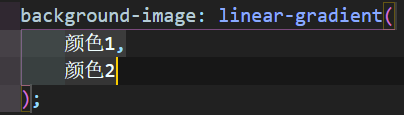 background-image: linear-gradient(
颜色1,
颜色2
);